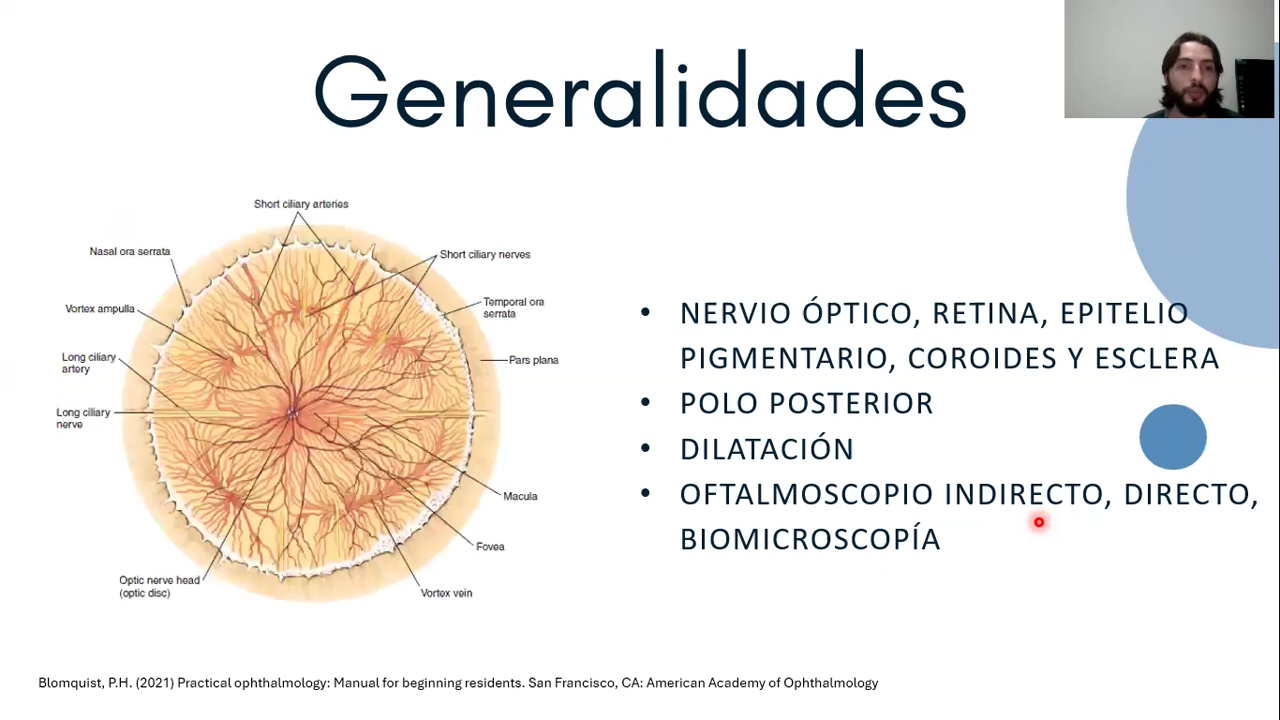 Generalidades
Short ciliary arteries
Nasal ora serrata
Short ciliary nerves
Vortex ampulla
Temporal ora
serrata
Long ciliary
artery
Pars plana
Long ciliary
nerve
Macula
Fovea
Optic nerve head
(optic disc)
Vortex vein
• NERVIO ÓPTICO, RETINA, EPITELIO
PIGMENTARIO, COROIDES Y ESCLERA
• POLO POSTERIOR
• DILATACIÓN
• OFTALMOSCOPIO INDIRECTO, DIRECTO,
BIOMICROSCOPÍA
Blomquist, P.H. (2021) Practical ophthalmology: Manual for beginning residents. San Francisco, CA: American Academy of Ophthalmology